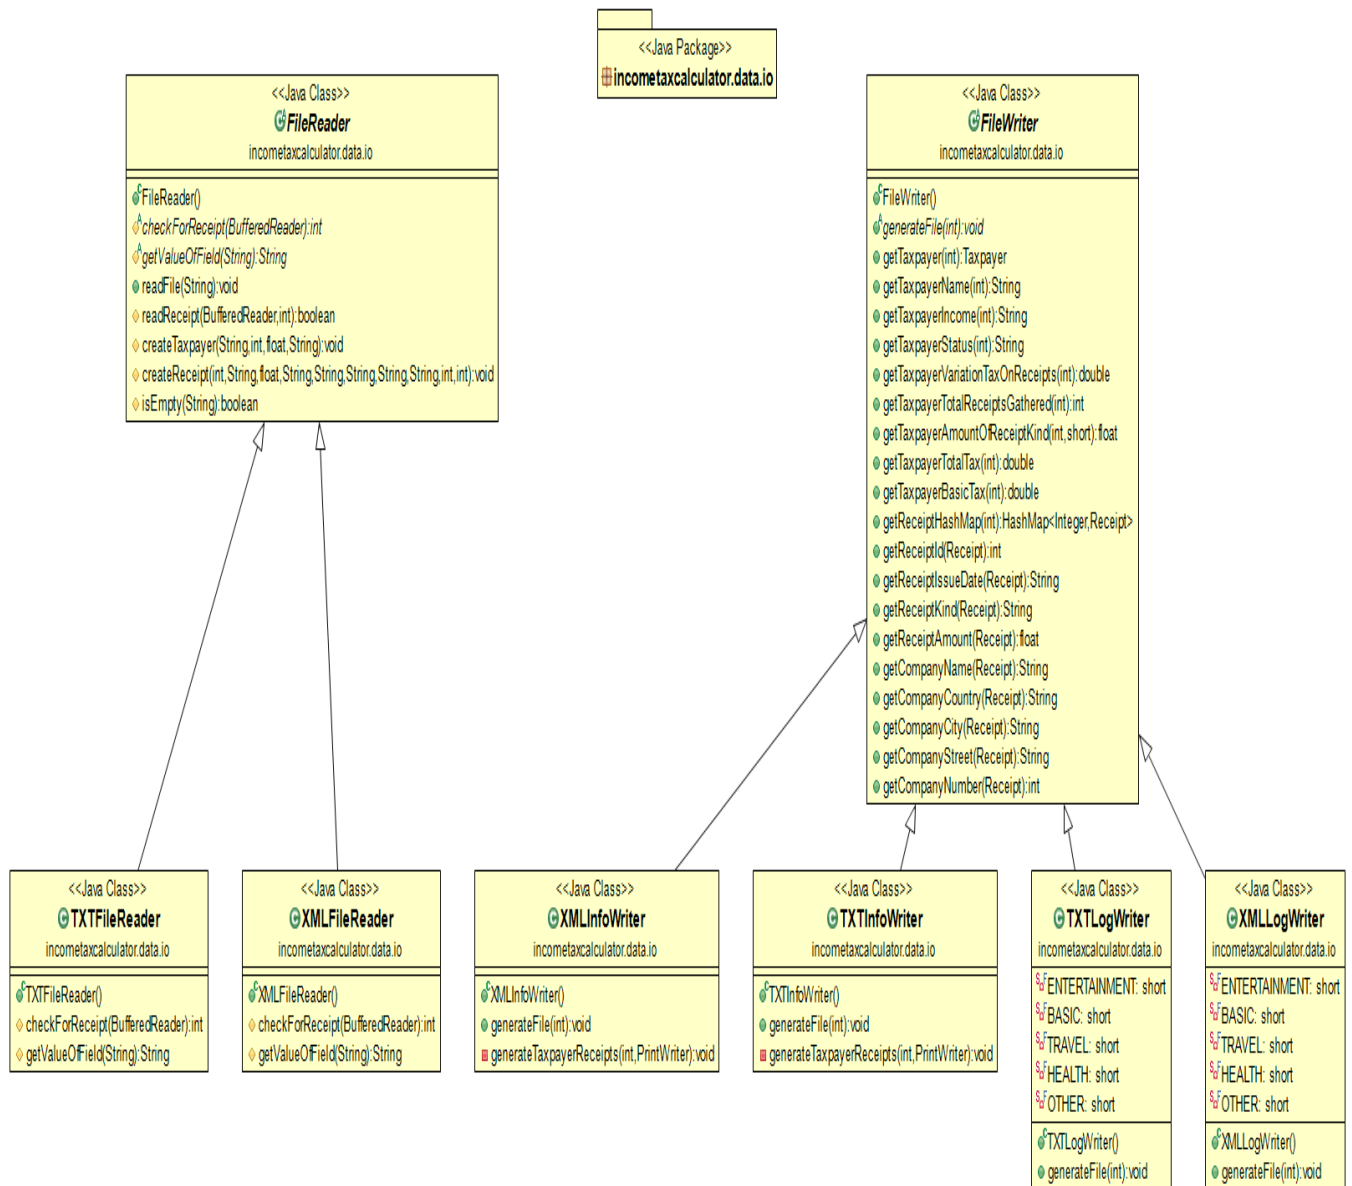 <<Java Package>>
incometaxcalculator.data.io
<<Java Class>>
FileReader
incometaxcalculator.data.io
FileReader()
checkForReceipt(BufferedReader):int
getValueOfField(String):String
readFile(String):void
readReceipt(BufferedReader,int):boolean
createTaxpayer(String,int,float,String):void
createReceipt(int,String,float,String,String,String,String,int,int):void
isEmpty(String):boolean
<<Java Class>>
FileWriter
incometaxcalculator.data.io
FileWriter()
generateFile(int):void
getTaxpayer(int):Taxpayer
getTaxpayerName(int):String
getTaxpayerIncome(int):String
getTaxpayerStatus(int):String
getTaxpayerVariationTaxOnReceipts(int):double
getTaxpayerTotalReceiptsGathered(int):int
getTaxpayerAmountOfReceiptKind(int,short):float
getTaxpayerTotalTax(int):double
getTaxpayerBasicTax(int):double
getReceiptHashMap(int):HashMap<Integer,Receipt>
getReceiptId(Receipt):int
getReceiptIssueDate(Receipt):String
getReceiptKind(Receipt):String
getReceiptAmount(Receipt):float
getCompanyName(Receipt):String
getCompanyCountry(Receipt):String
getCompanyCity(Receipt):String
getCompanyStreet(Receipt):String
getCompanyNumber(Receipt):int
<<Java Class>>
TXTFileReader
incometaxcalculator.data.io
TXTFileReader()
checkForReceipt(BufferedReader):int
getValueOfField(String):String
<<Java Class>>
XMLFileReader
incometaxcalculator.data.io
XMLFileReader()
checkForReceipt(BufferedReader):int
getValueOfField(String):String
<<Java Class>>
XMLInfoWriter
incometaxcalculator.data.io
XMLInfoWriter()
generateFile(int):void
generateTaxpayerReceipts(int,PrintWriter):void
<<Java Class>>
TXTInfoWriter
incometaxcalculator.data.io
TXTInfoWriter()
generateFile(int):void
generateTaxpayerReceipts(int,PrintWriter):void
<<Java Class>>
TXTLogWriter
incometaxcalculator.data.io
ENTERTAINMENT: short
BASIC: short
TRAVEL: short
HEALTH: short
OTHER: short
TXTLogWriter()
generateFile(int):void
<<Java Class>>
XMLLogWriter
incometaxcalculator.data.io
ENTERTAINMENT: short
BASIC: short
TRAVEL: short
HEALTH: short
OTHER: short
XMLLogWriter()
generateFile(int):void